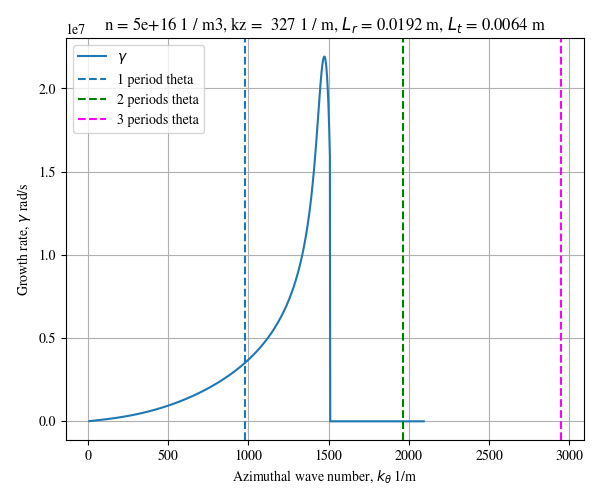 n = 5e+16 1 / m3, kz =  327 1 / m, L_r = 0.0192 m, L_t = 0.0064 m
1e7
γ
1 period theta
2 periods theta
3 periods theta
2.0
1.5
1.0
0.5
0.0
Growth rate, γ rad/s
0 500 1000 1500 2000 2500 3000
Azimuthal wave number, k_θ 1/m